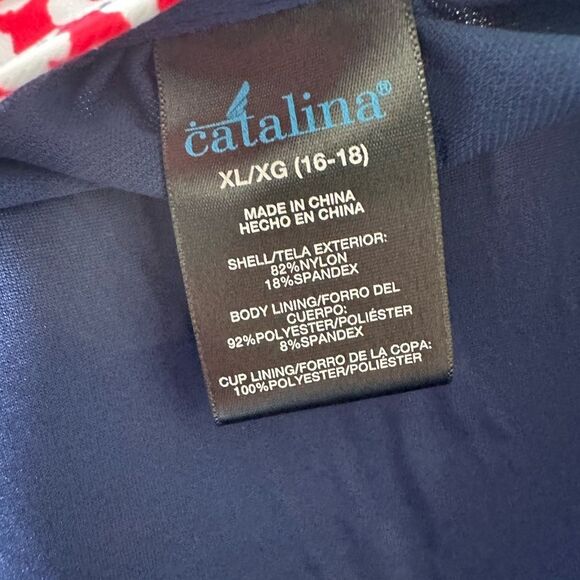 catalina®
XL/XG (16-18)
MADE IN CHINA
HECHO EN CHINA
SHELL/TELA EXTERIOR:
82%NYLON
18%SPANDEX
BODY LINING/FORRO DEL
CUERPO:
92%POLYESTER/POLIÉSTER
8%SPANDEX
CUP LINING/FORRO DE LA COPA:
100%POLYESTER/POLIÉSTER